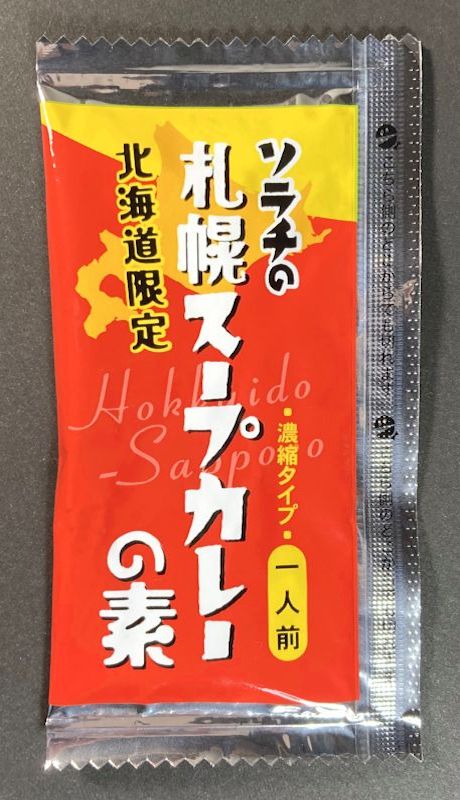 ソラチの
札幌スープカレー
の素
北海道限定
Hokkaido
-Sapporo
・濃縮タイプ・
一人前